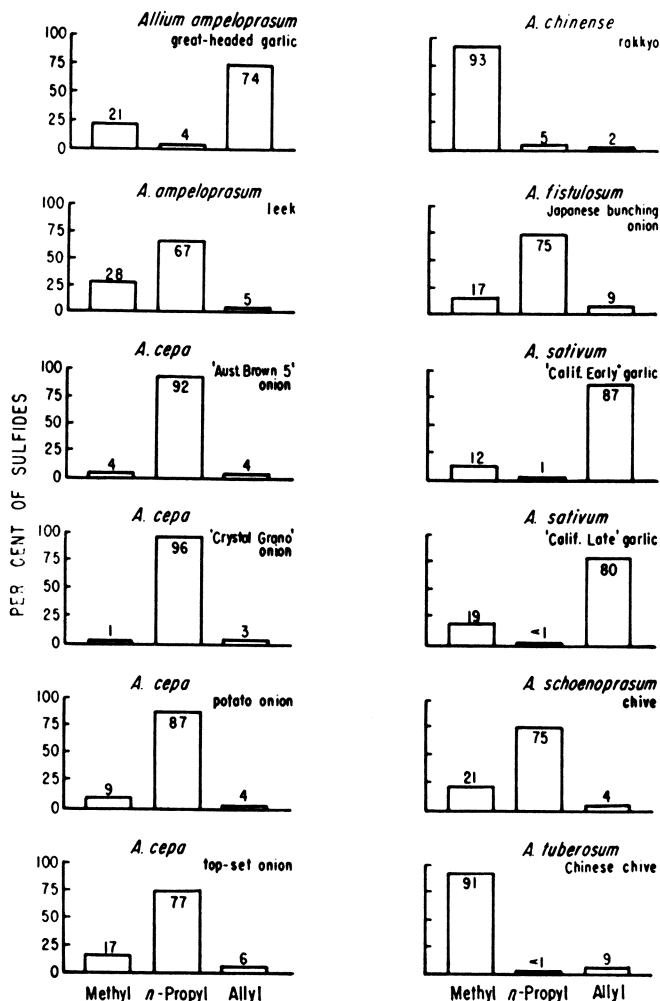 Allium ampeloprasum
great-headed garlic
100
75
50
25
0
21
4
74
A. ampeloprasum
leek
100
75
50
25
0
28
67
5
A. cepa
'Aust. Brown 5'
onion
100
75
50
25
0
4
92
4
A. cepa
'Crystal Grano'
onion
100
75
50
25
0
1
96
3
A. cepa
potato onion
100
75
50
25
0
9
87
4
A. cepa
top-set onion
100
75
50
25
0
17
77
6
Methyl n-Propyl Allyl
PER CENT OF SULFIDES
A. chinense
rakkyo
93
5
2
A. fistulosum
Japanese bunching
onion
17
75
9
A. sativum
'Calif. Early' garlic
12
1
87
A. sativum
'Calif. Late' garlic
19
<1
80
A. schoenoprasum
chive
21
75
4
A. tuberosum
Chinese chive
91
<1
9
Methyl n-Propyl Allyl